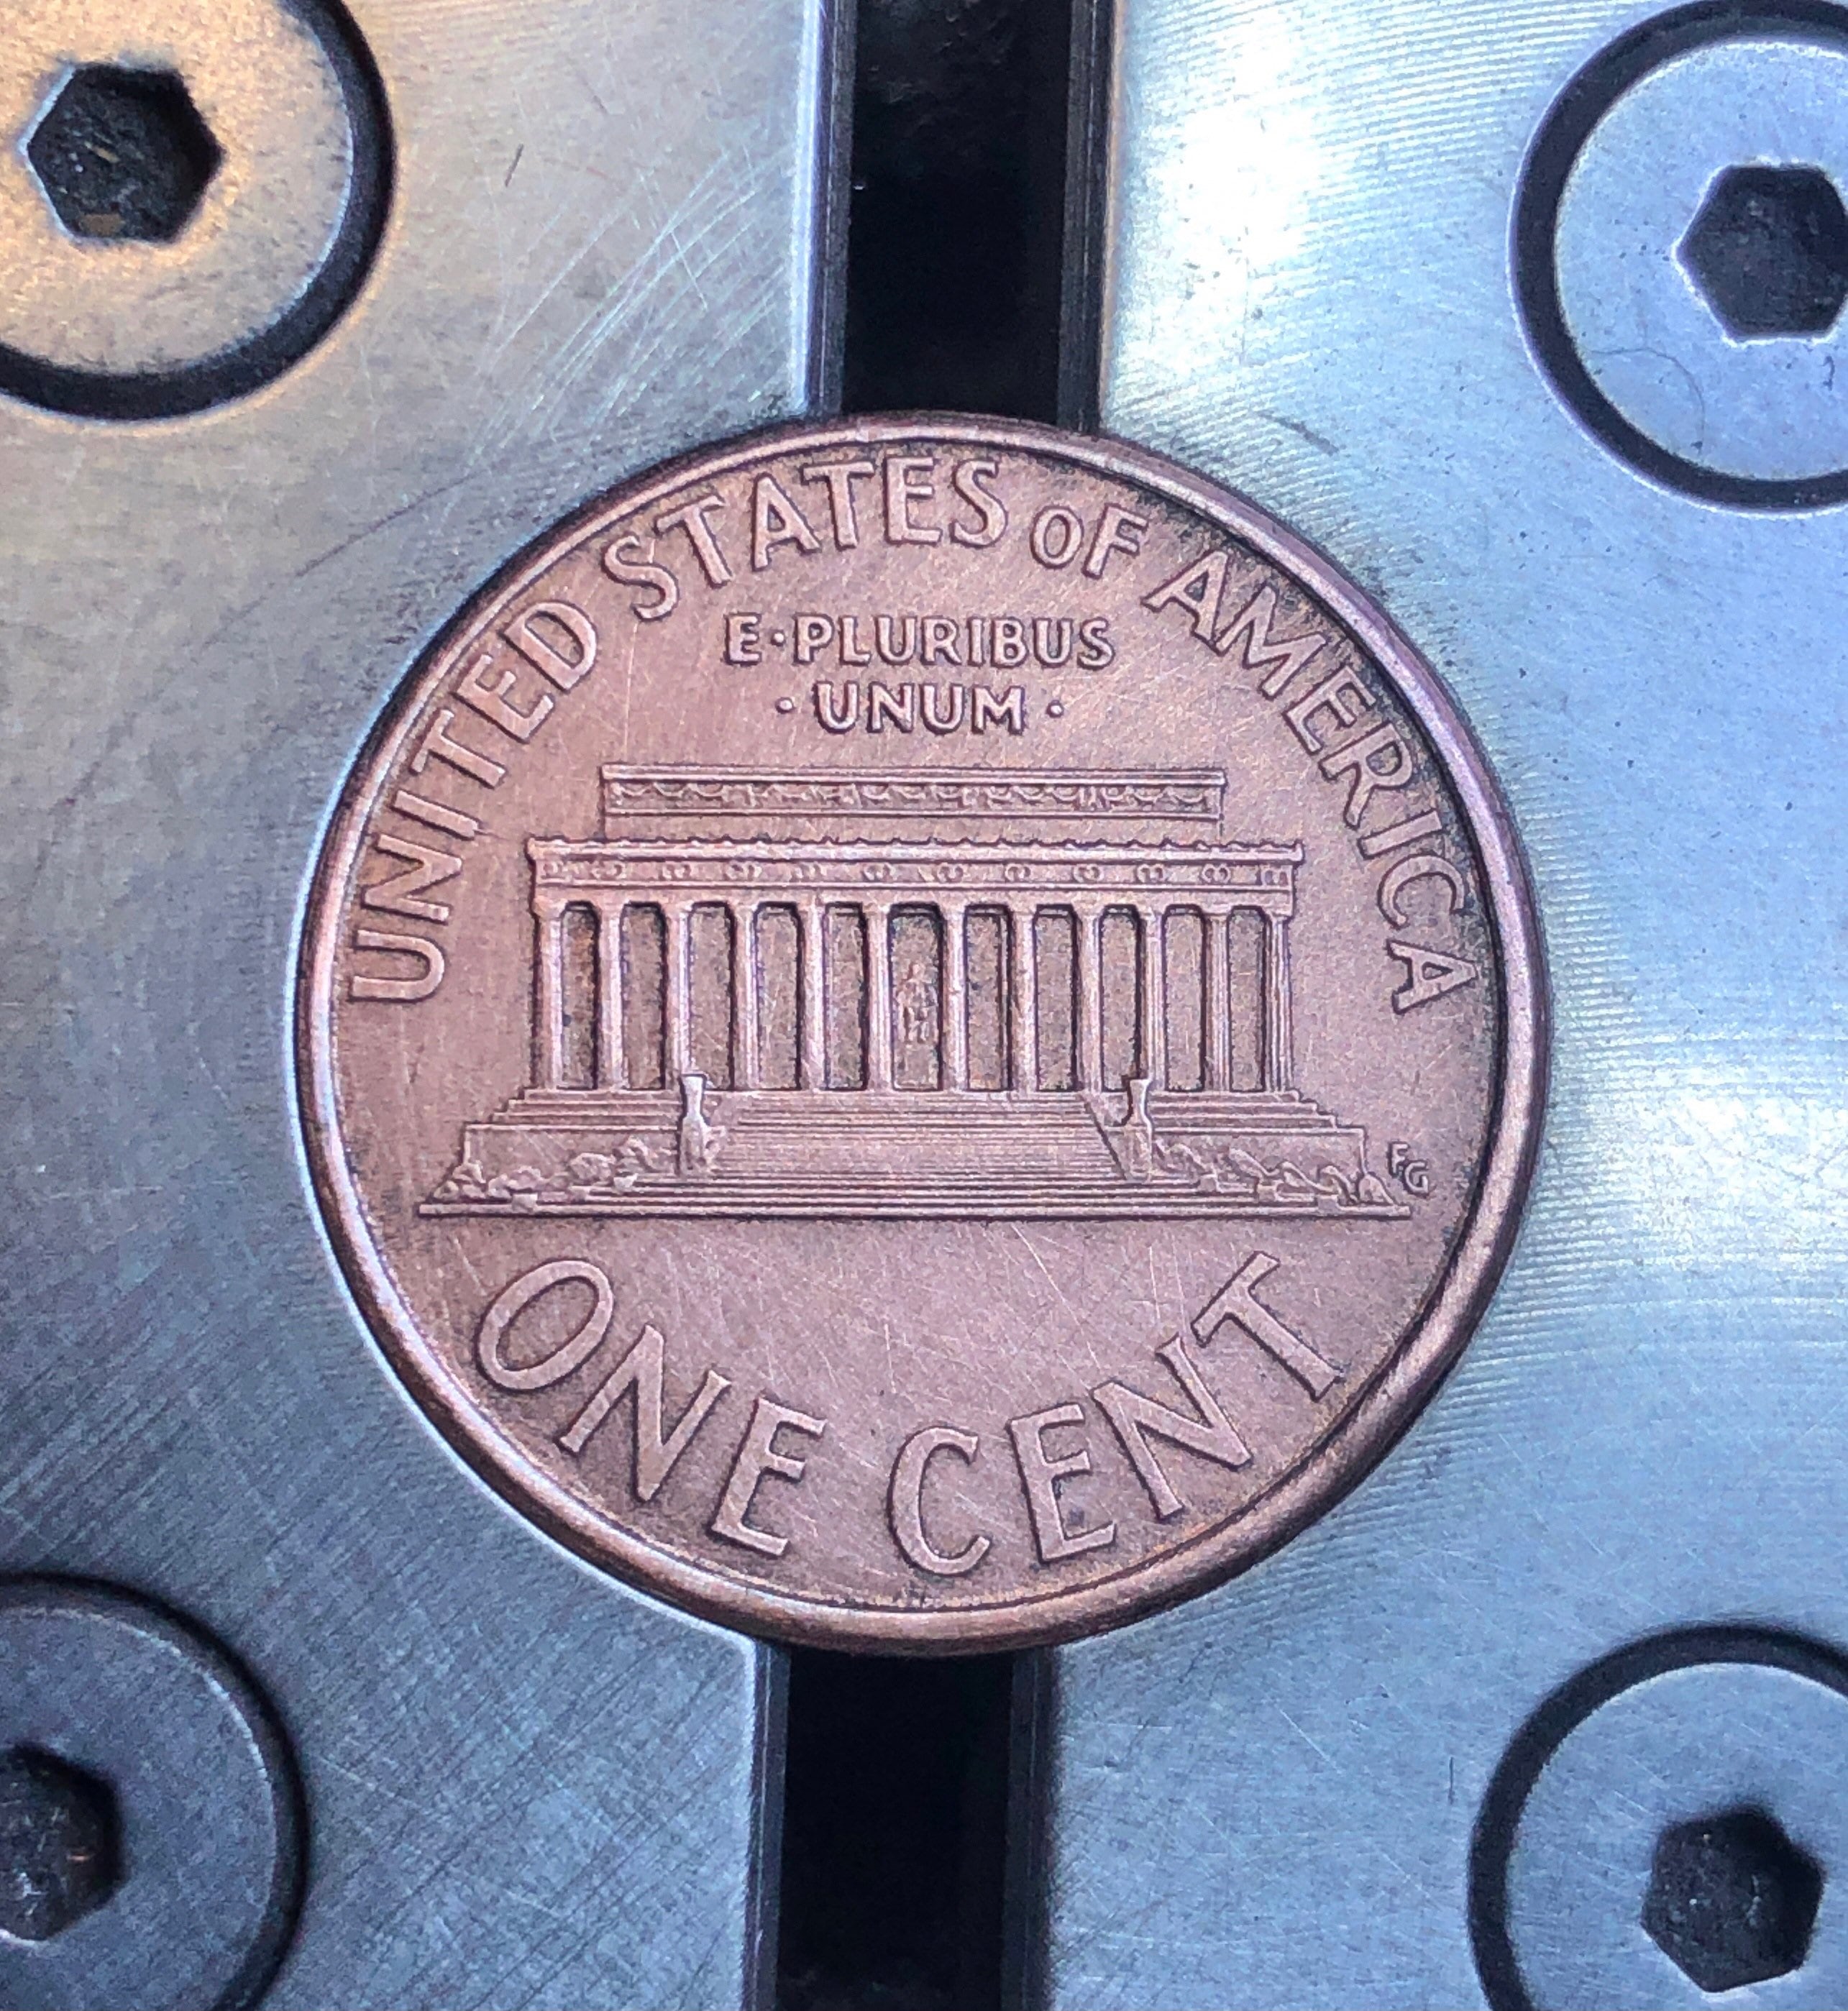 UNITED STATES OF AMERICA
E·PLURIBUS
·UNUM·
FG
ONE CENT